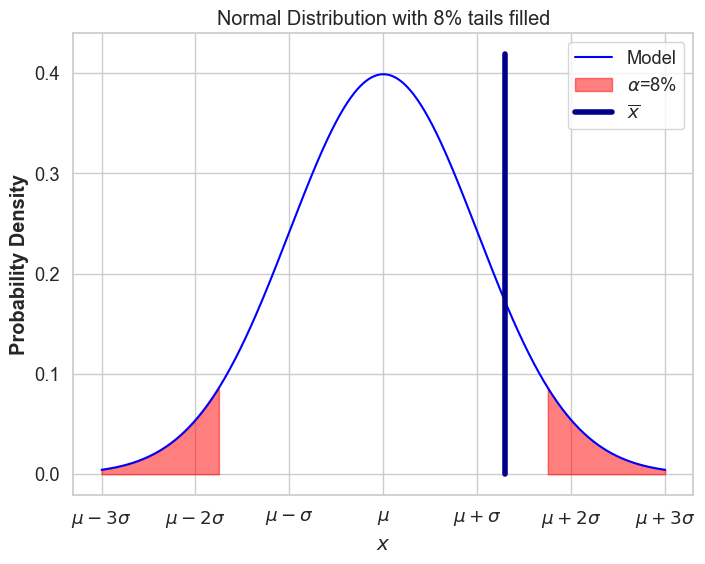 Normal Distribution with 8% tails filled
Model
α=8%
x̅
Probability Density
0.4
0.3
0.2
0.1
0.0
μ − 3σ μ − 2σ μ − σ μ μ + σ μ + 2σ μ + 3σ
x